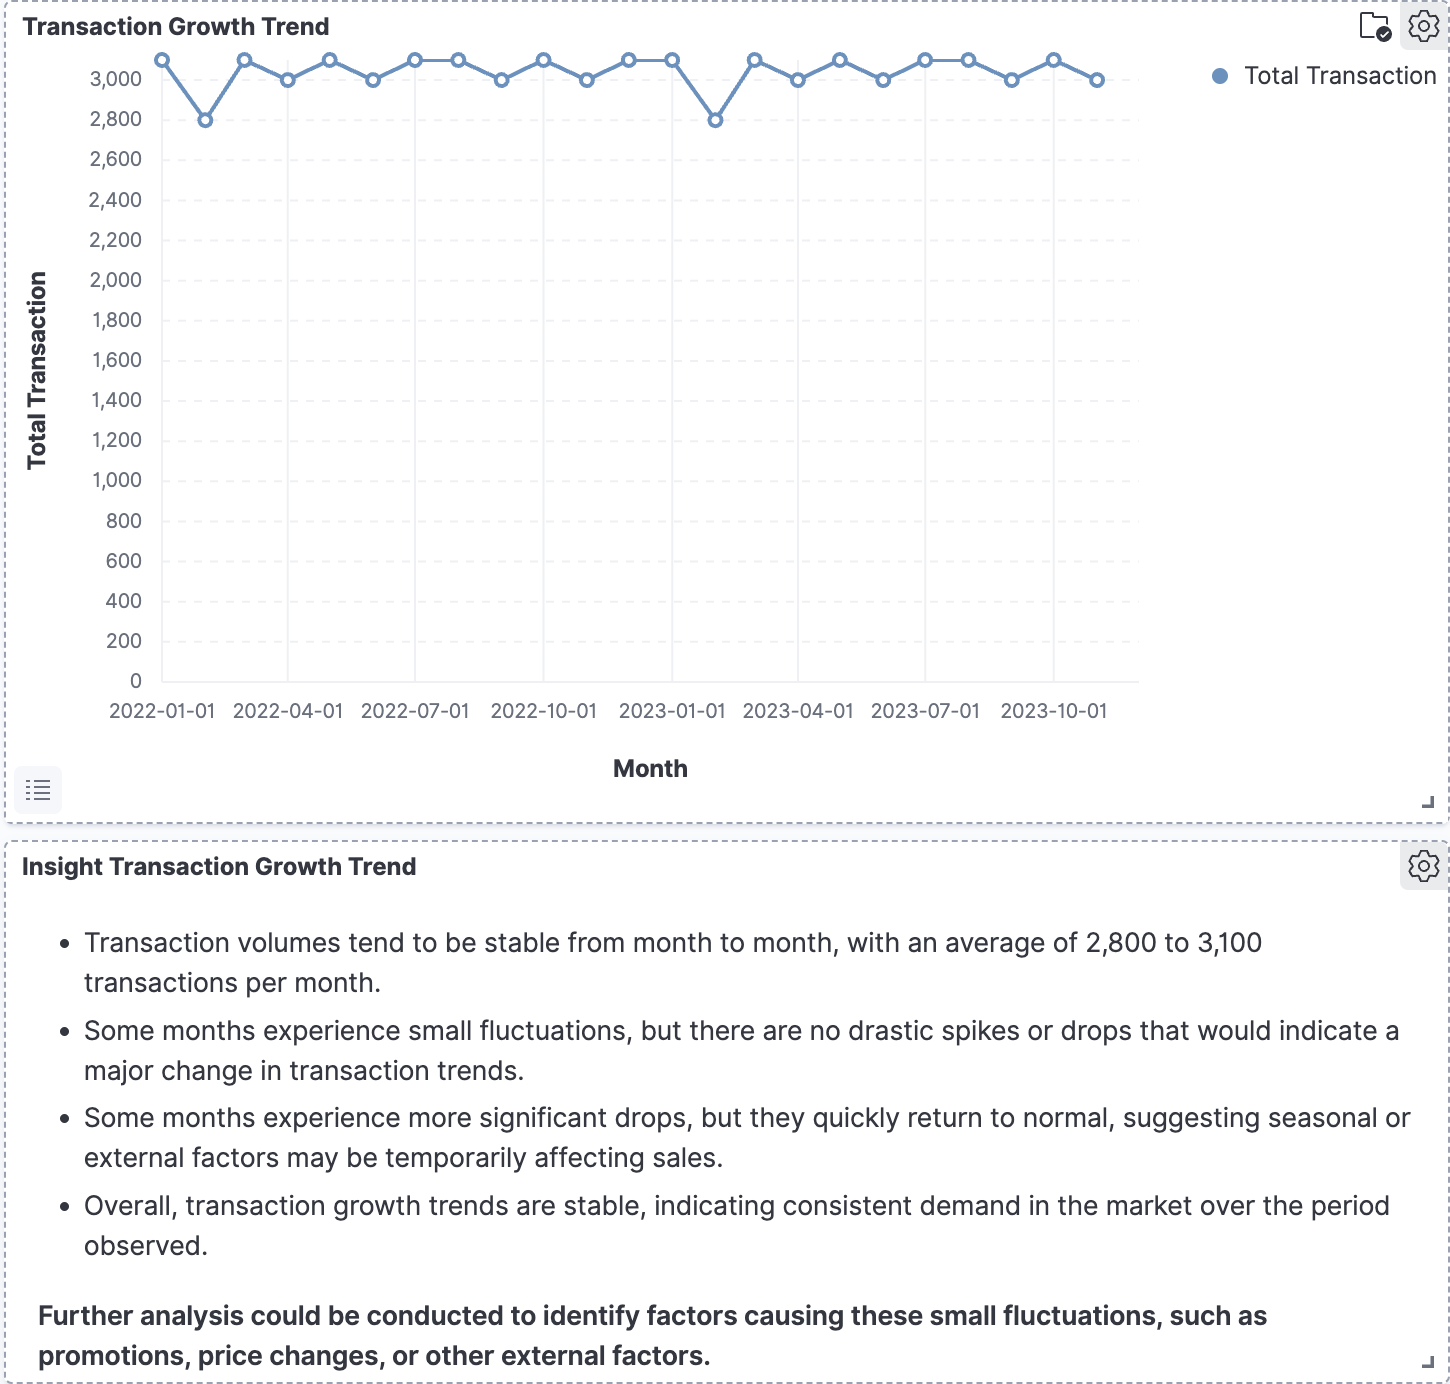 Transaction Growth Trend
Total Transaction
3,000
2,800
2,600
2,400
2,200
2,000
1,800
1,600
1,400
1,200
1,000
800
600
400
200
0
Total Transaction
2022-01-01 2022-04-01 2022-07-01 2022-10-01 2023-01-01 2023-04-01 2023-07-01 2023-10-01
Month
Insight Transaction Growth Trend
• Transaction volumes tend to be stable from month to month, with an average of 2,800 to 3,100
transactions per month.
• Some months experience small fluctuations, but there are no drastic spikes or drops that would indicate a
major change in transaction trends.
• Some months experience more significant drops, but they quickly return to normal, suggesting seasonal or
external factors may be temporarily affecting sales.
• Overall, transaction growth trends are stable, indicating consistent demand in the market over the period
observed.
Further analysis could be conducted to identify factors causing these small fluctuations, such as
promotions, price changes, or other external factors.